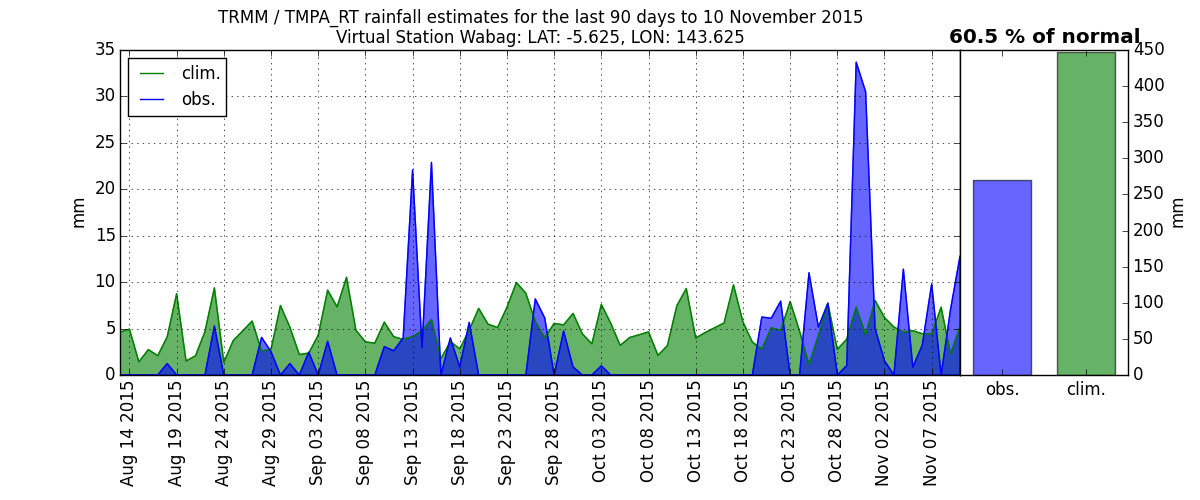 TRMM / TMPA_RT rainfall estimates for the last 90 days to 10 November 2015
Virtual Station Wabag: LAT: -5.625, LON: 143.625
60.5 % of normal
clim.
obs.
35
30
25
20
15
10
5
0
mm
450
400
350
300
250
200
150
100
50
0
mm
Aug 14 2015
Aug 19 2015
Aug 24 2015
Aug 29 2015
Sep 03 2015
Sep 08 2015
Sep 13 2015
Sep 18 2015
Sep 23 2015
Sep 28 2015
Oct 03 2015
Oct 08 2015
Oct 13 2015
Oct 18 2015
Oct 23 2015
Oct 28 2015
Nov 02 2015
Nov 07 2015
obs.
clim.